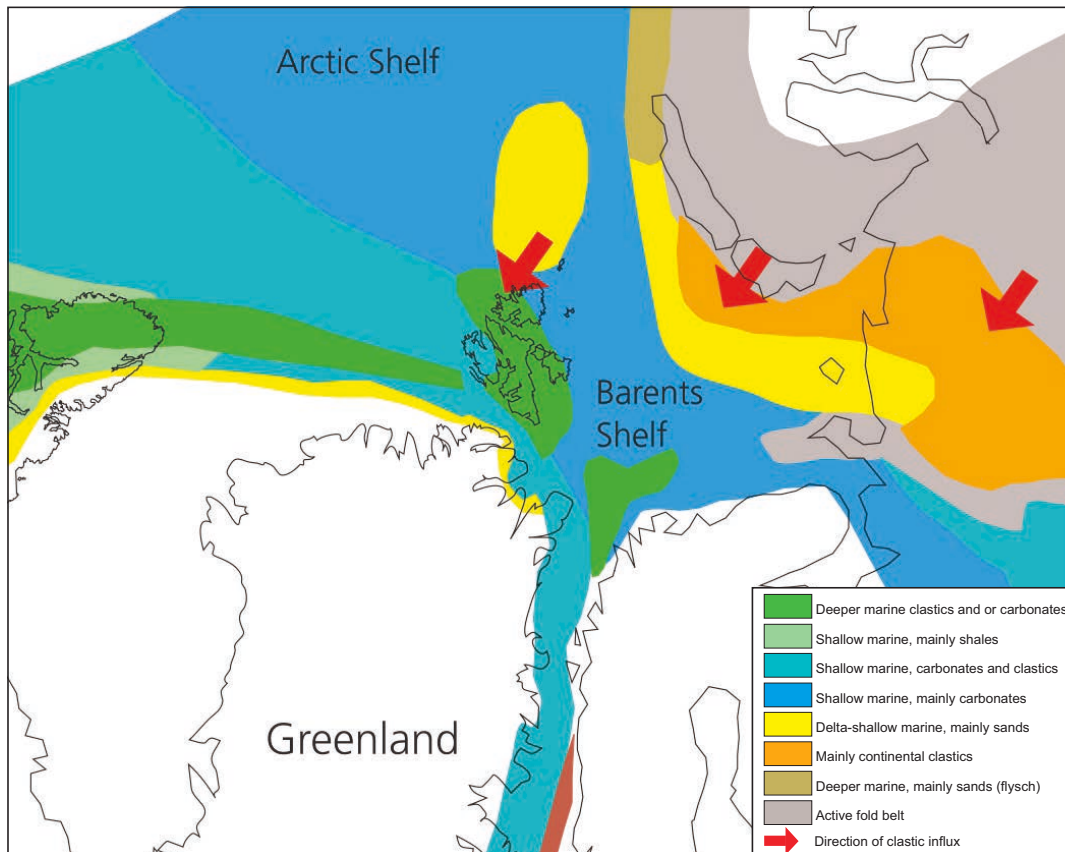 Arctic Shelf
Barents
Shelf
Greenland
Deeper marine clastics and or carbonates
Shallow marine, mainly shales
Shallow marine, carbonates and clastics
Shallow marine, mainly carbonates
Delta-shallow marine, mainly sands
Mainly continental clastics
Deeper marine, mainly sands (flysch)
Active fold belt
Direction of clastic influx